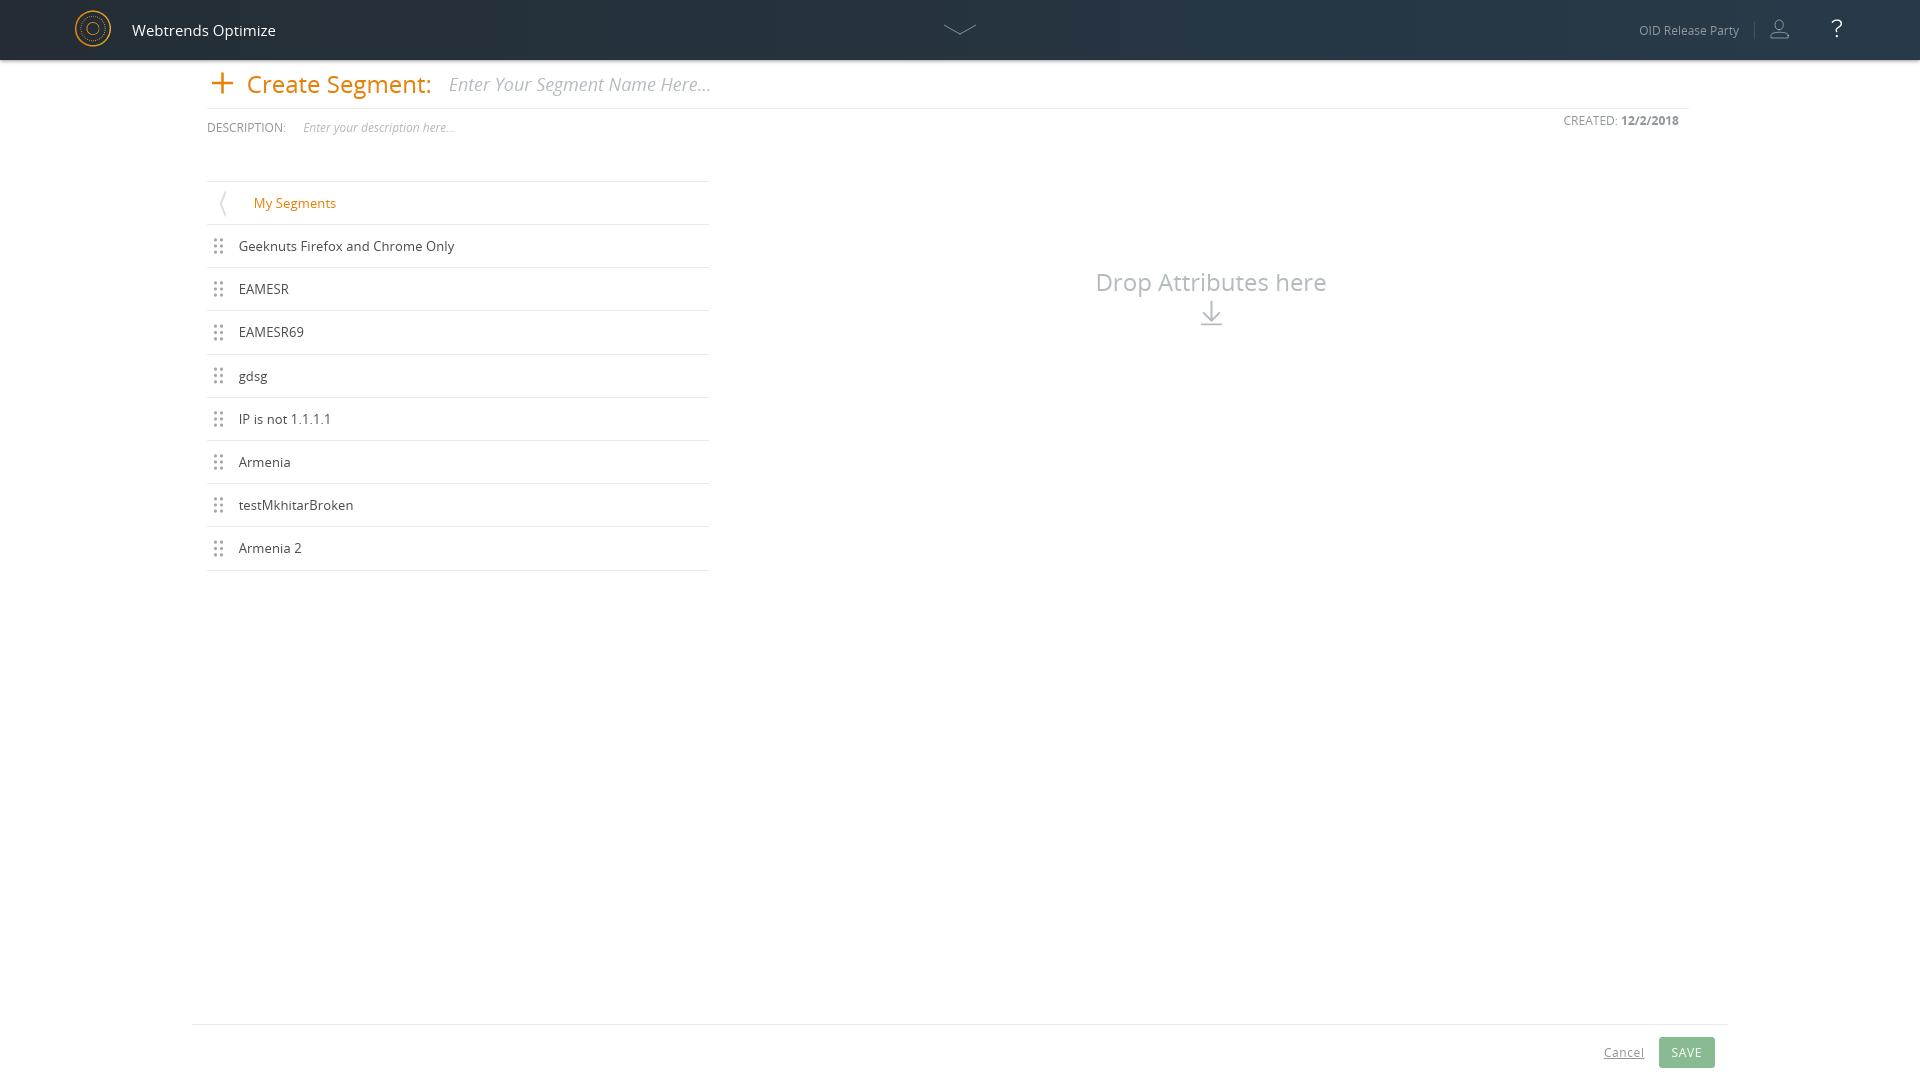 Webtrends Optimize
OID Release Party
?
Create Segment: Enter Your Segment Name Here...
DESCRIPTION: Enter your description here...
CREATED: 12/2/2018
My Segments
Geeknuts Firefox and Chrome Only
EAMESR
EAMESR69
gdsg
IP is not 1.1.1.1
Armenia
testMkhitarBroken
Armenia 2
Drop Attributes here
Cancel
SAVE